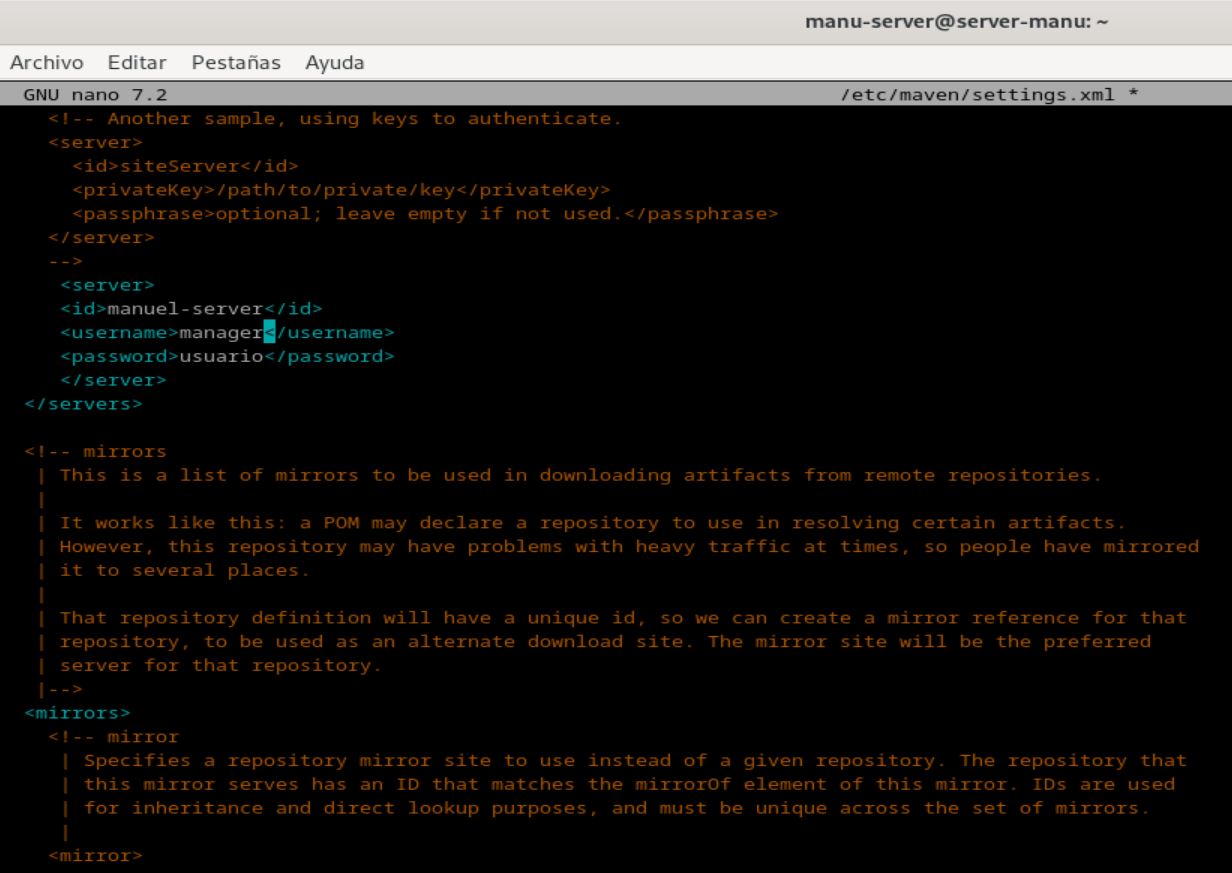 manu-server@server-manu: ~
Archivo Editar Pestañas Ayuda
GNU nano 7.2 /etc/maven/settings.xml *
<!-- Another sample, using keys to authenticate.
<server>
<id>siteServer</id>
<privateKey>/path/to/private/key</privateKey>
<passphrase>optional; leave empty if not used.</passphrase>
</server>
-->
<server>
<id>manuel-server</id>
<username>manager</username>
<password>usuario</password>
</server>
</servers>
<!-- mirrors
| This is a list of mirrors to be used in downloading artifacts from remote repositories.
|
| It works like this: a POM may declare a repository to use in resolving certain artifacts.
| However, this repository may have problems with heavy traffic at times, so people have mirrored
| it to several places.
|
| That repository definition will have a unique id, so we can create a mirror reference for that
| repository, to be used as an alternate download site. The mirror site will be the preferred
| server for that repository.
|-->
<mirrors>
<!-- mirror
| Specifies a repository mirror site to use instead of a given repository. The repository that
| this mirror serves has an ID that matches the mirrorOf element of this mirror. IDs are used
| for inheritance and direct lookup purposes, and must be unique across the set of mirrors.
|
<mirror>